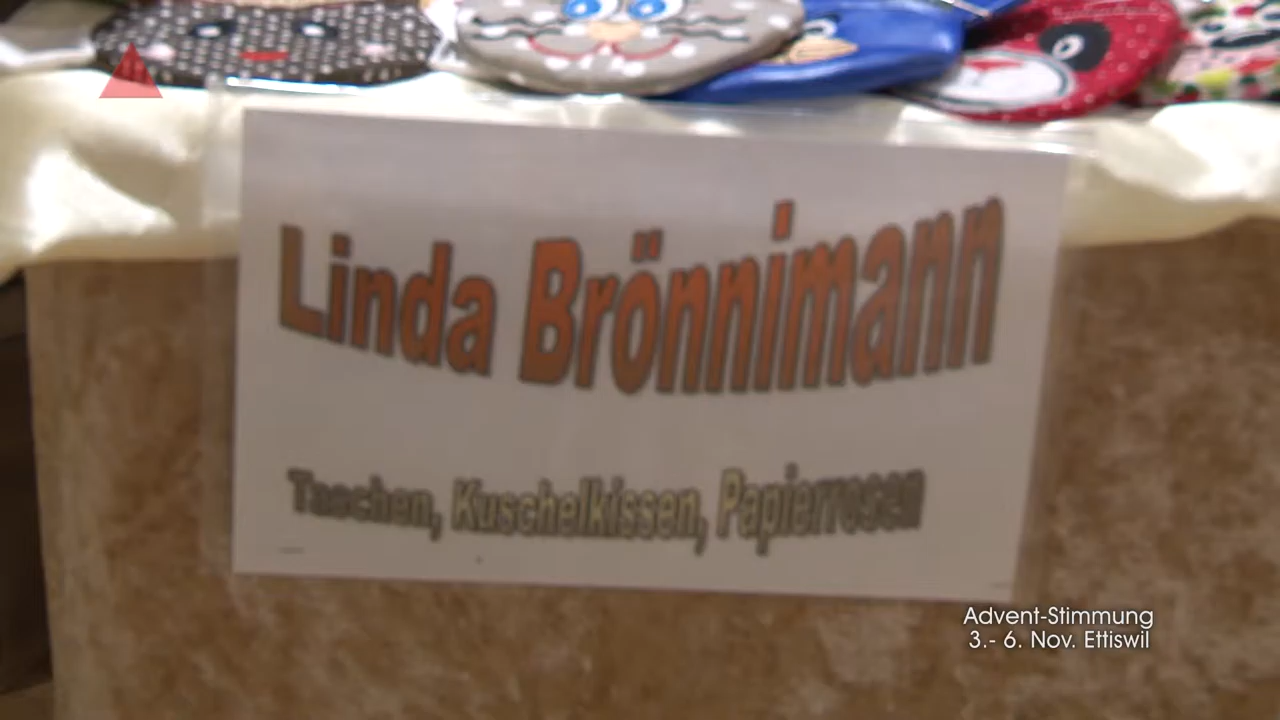 Linda Brönnimann
Taschen, Kuschelkissen, Papierrosen
Advent-Stimmung
3.- 6. Nov. Ettiswil